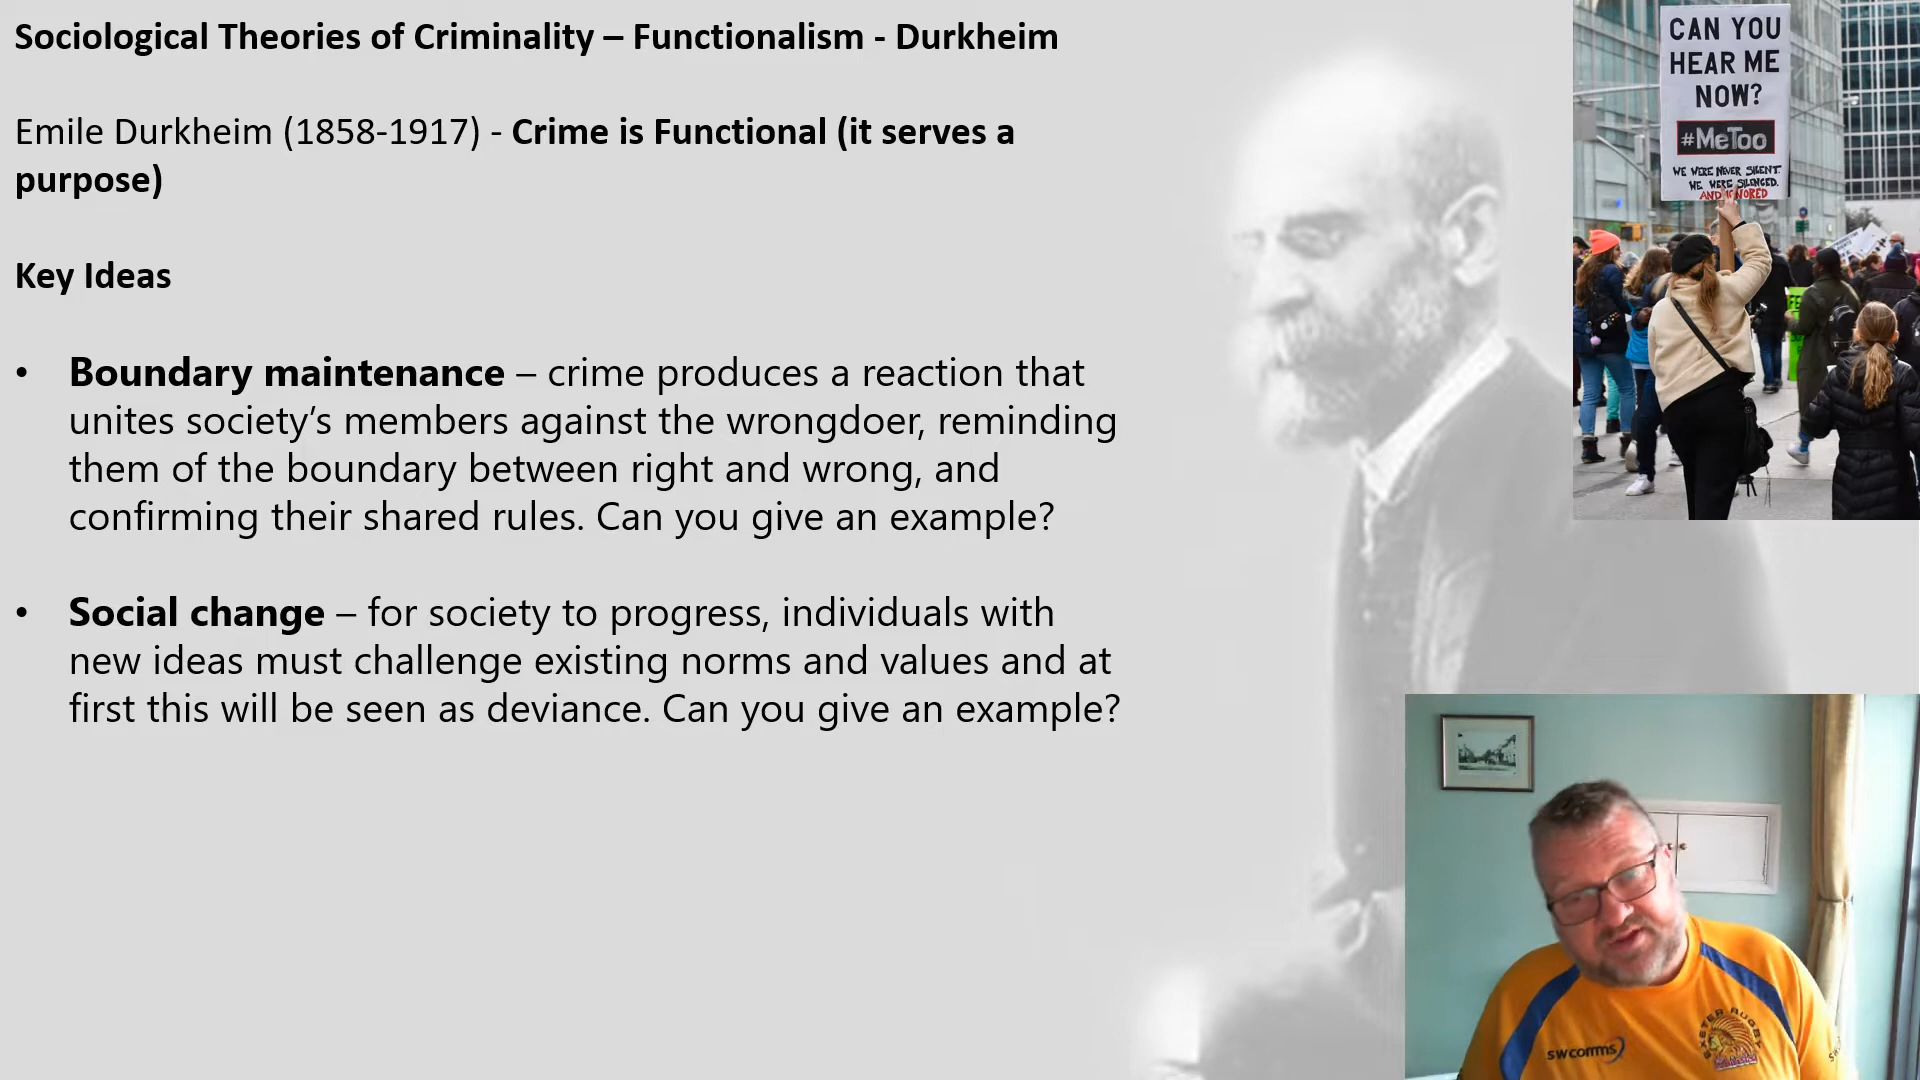 Sociological Theories of Criminality – Functionalism - Durkheim
Emile Durkheim (1858-1917) - Crime is Functional (it serves a
purpose)
Key Ideas
• Boundary maintenance – crime produces a reaction that
unites society’s members against the wrongdoer, reminding
them of the boundary between right and wrong, and
confirming their shared rules. Can you give an example?
• Social change – for society to progress, individuals with
new ideas must challenge existing norms and values and at
first this will be seen as deviance. Can you give an example?
CAN YOU
HEAR ME
NOW?
#MeToo
WE WERE NEVER SILENT.
WE WERE SILENCED.
AND IGNORED
swcomms
EXETER RUGBY